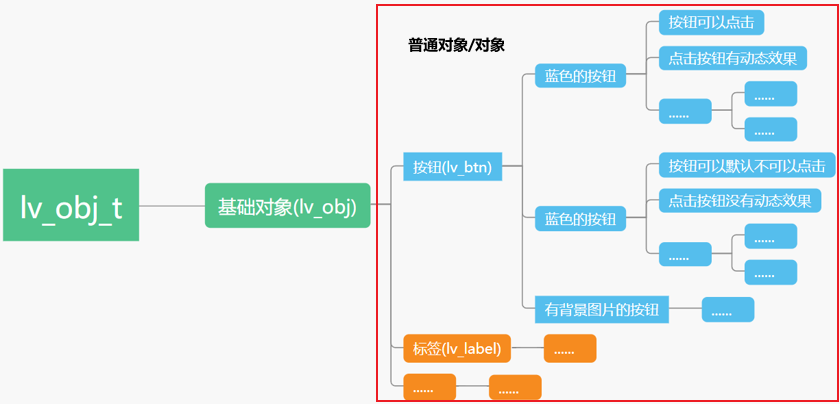 lv_obj_t
基础对象(lv_obj)
普通对象/对象
按钮(lv_btn)
蓝色的按钮
按钮可以点击
点击按钮有动态效果
......
......
......
蓝色的按钮
按钮可以默认不可以点击
点击按钮没有动态效果
......
......
......
有背景图片的按钮
......
标签(lv_label)
......
......
......